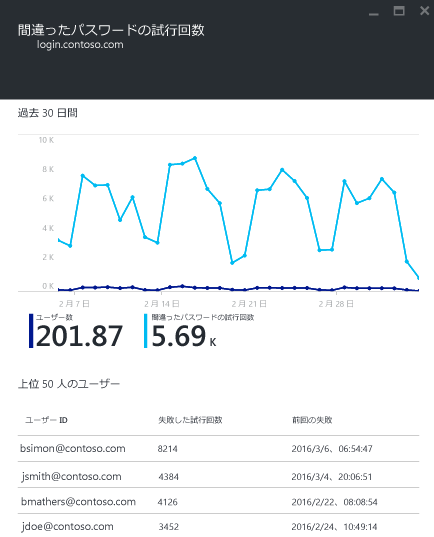 間違ったパスワードの試行回数
login.contoso.com
過去 30 日間
10 K
8 K
6 K
4 K
2 K
0 K
2 月 7 日 2 月 14 日 2 月 21 日 2 月 28 日
ユーザー数 間違ったパスワードの試行回数
201.87 5.69 K
上位 50 人のユーザー
ユーザー ID 失敗した試行回数 前回の失敗
bsimon@contoso.com 8214 2016/3/6、06:54:47
jsmith@contoso.com 4384 2016/3/4、20:06:51
bmathers@contoso.com 4126 2016/2/22、08:08:54
jdoe@contoso.com 3452 2016/2/24、10:49:14